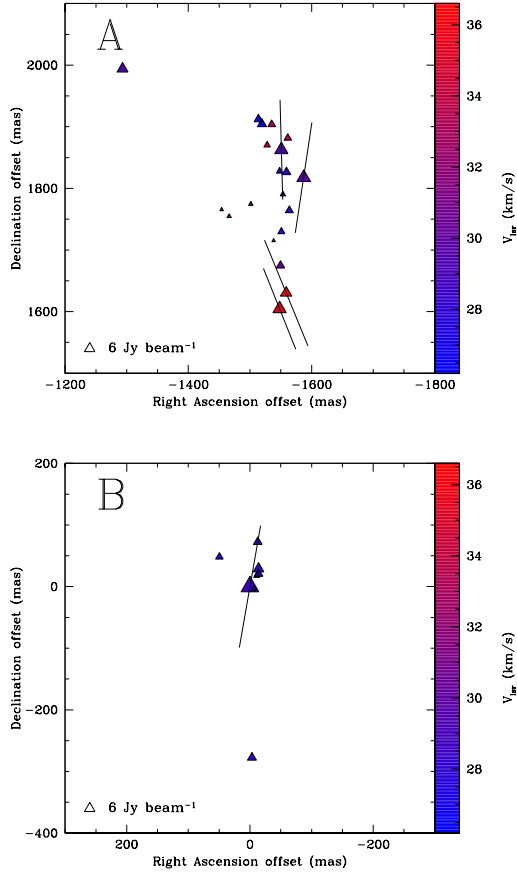 A
2000
1800
1600
Declination offset (mas)
6 Jy beam⁻¹
−1200 −1400 −1600 −1800
Right Ascension offset (mas)
36
34
32
30
28
V_lsr (km/s)
B
200
0
−200
−400
Declination offset (mas)
6 Jy beam⁻¹
200 0 −200
Right Ascension offset (mas)
36
34
32
30
28
V_lsr (km/s)